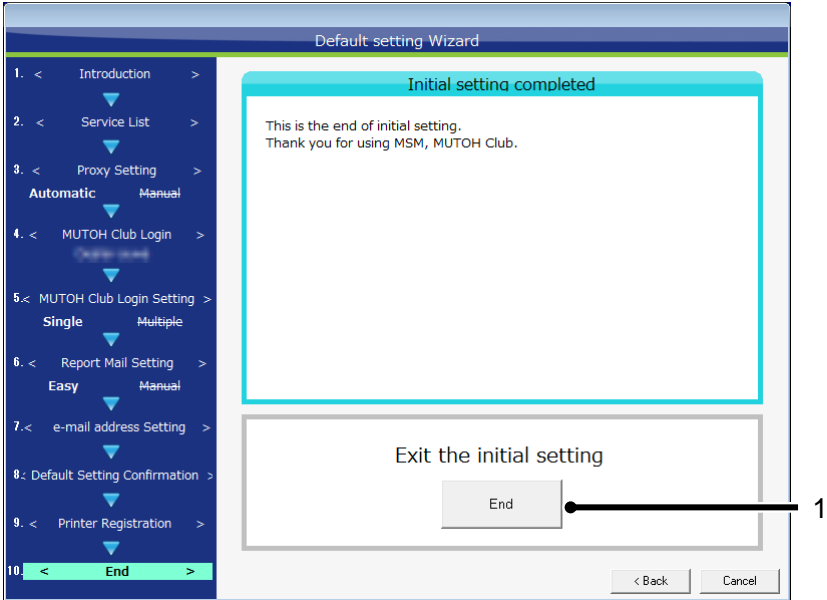 Default setting Wizard
1. < Introduction >
2. < Service List >
3. < Proxy Setting >
Automatic Manual
4. < MUTOH Club Login >
5.< MUTOH Club Login Setting >
Single Multiple
6. < Report Mail Setting >
Easy Manual
7.< e-mail address Setting >
8.< Default Setting Confirmation >
9. < Printer Registration >
10. < End >
Initial setting completed
This is the end of initial setting.
Thank you for using MSM, MUTOH Club.
Exit the initial setting
End
1
< Back Cancel